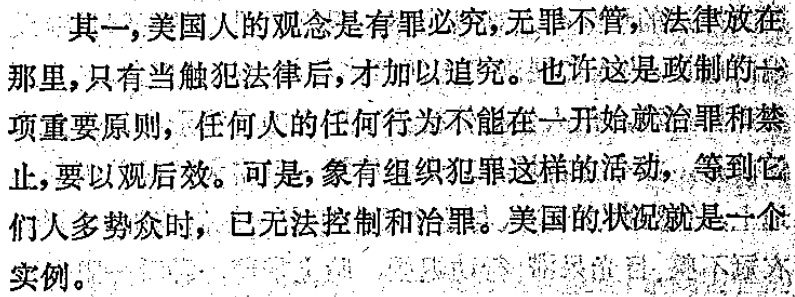 其一,美国人的观念是有罪必究,无罪不管,法律放在
那里,只有当触犯法律后,才加以追究。也许这是政制的一
项重要原则,任何人的任何行为不能在一开始就治罪和禁
止,要以观后效。可是,象有组织犯罪这样的活动,等到它
们人多势众时,已无法控制和治罪。美国的状况就是一个
实例。